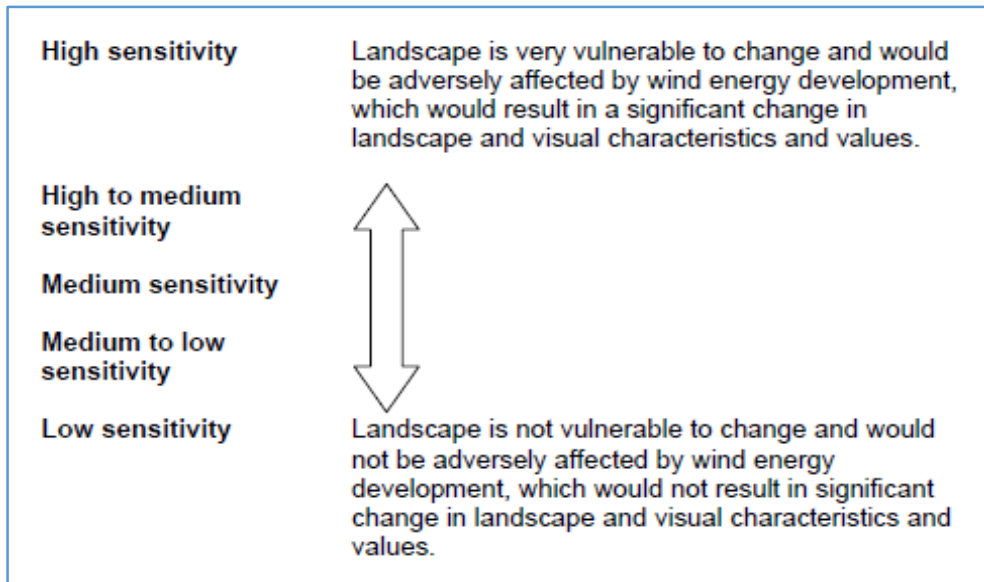 High sensitivity
Landscape is very vulnerable to change and would
be adversely affected by wind energy development,
which would result in a significant change in
landscape and visual characteristics and values.
High to medium
sensitivity
Medium sensitivity
Medium to low
sensitivity
Low sensitivity
Landscape is not vulnerable to change and would
not be adversely affected by wind energy
development, which would not result in significant
change in landscape and visual characteristics and
values.